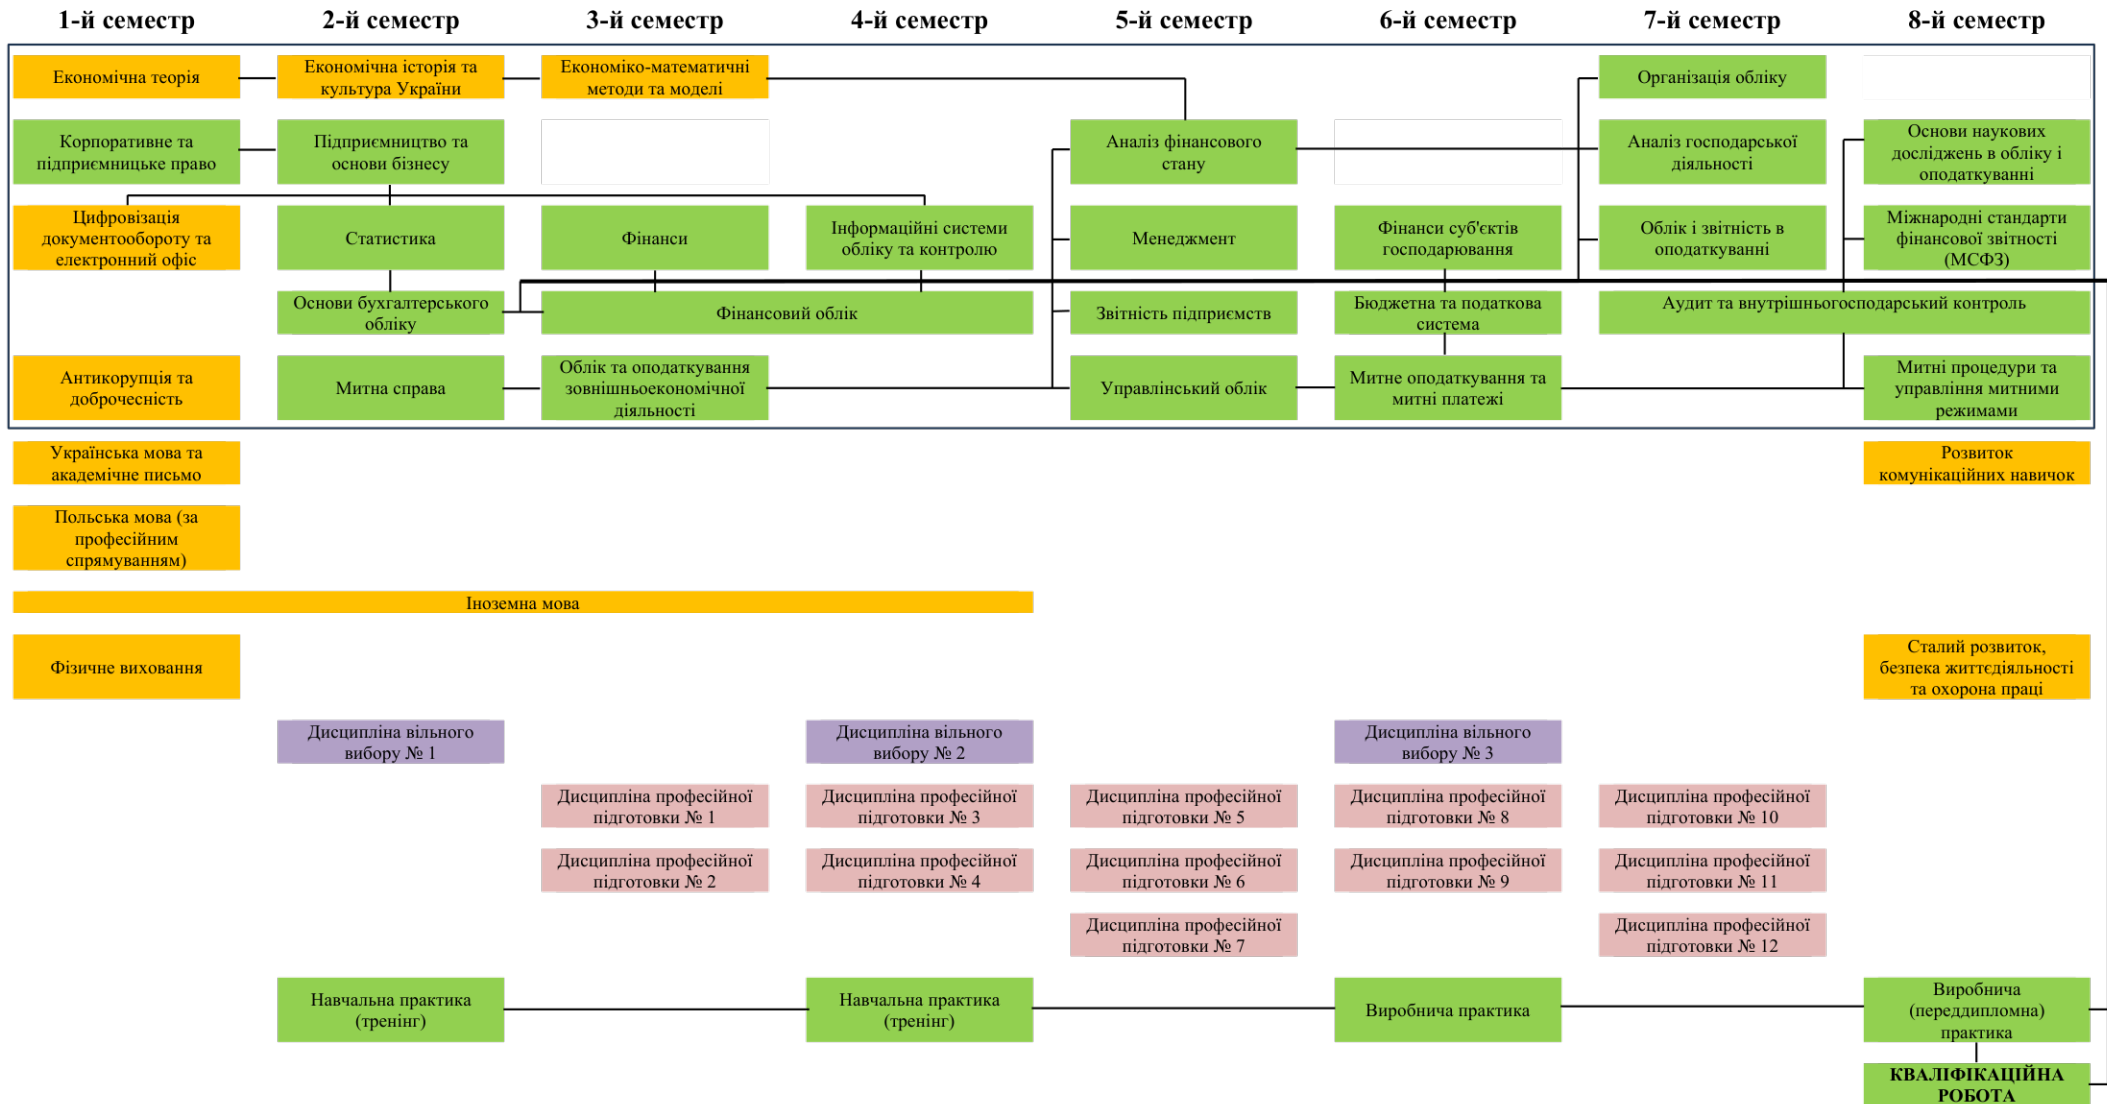 1-й семестр
2-й семестр
3-й семестр
4-й семестр
5-й семестр
6-й семестр
7-й семестр
8-й семестр
Економічна теорія
Економічна історія та
культура України
Економіко-математичні
методи та моделі
Організація обліку
Корпоративне та
підприємницьке право
Підприємництво та
основи бізнесу
Аналіз фінансового
стану
Аналіз господарської
діяльності
Основи наукових
досліджень в обліку і
оподаткуванні
Цифровізація
документообороту та
електронний офіс
Статистика
Фінанси
Інформаційні системи
обліку та контролю
Менеджмент
Фінанси суб'єктів
господарювання
Облік і звітність в
оподаткуванні
Міжнародні стандарти
фінансової звітності
(МСФЗ)
Основи бухгалтерського
обліку
Фінансовий облік
Звітність підприємств
Бюджетна та податкова
система
Аудит та внутрішньогосподарський контроль
Антикорупція та
доброчесність
Митна справа
Облік та оподаткування
зовнішньоекономічної
діяльності
Управлінський облік
Митне оподаткування та
митні платежі
Митні процедури та
управління митними
режимами
Українська мова та
академічне письмо
Розвиток
комунікаційних навичок
Польська мова (за
професійним
спрямуванням)
Іноземна мова
Фізичне виховання
Сталий розвиток,
безпека життєдіяльності
та охорона праці
Дисципліна вільного
вибору № 1
Дисципліна вільного
вибору № 2
Дисципліна вільного
вибору № 3
Дисципліна професійної
підготовки № 1
Дисципліна професійної
підготовки № 3
Дисципліна професійної
підготовки № 5
Дисципліна професійної
підготовки № 8
Дисципліна професійної
підготовки № 10
Дисципліна професійної
підготовки № 2
Дисципліна професійної
підготовки № 4
Дисципліна професійної
підготовки № 6
Дисципліна професійної
підготовки № 9
Дисципліна професійної
підготовки № 11
Дисципліна професійної
підготовки № 7
Дисципліна професійної
підготовки № 12
Навчальна практика
(тренінг)
Навчальна практика
(тренінг)
Виробнича практика
Виробнича
(переддипломна)
практика
КВАЛІФІКАЦІЙНА
РОБОТА